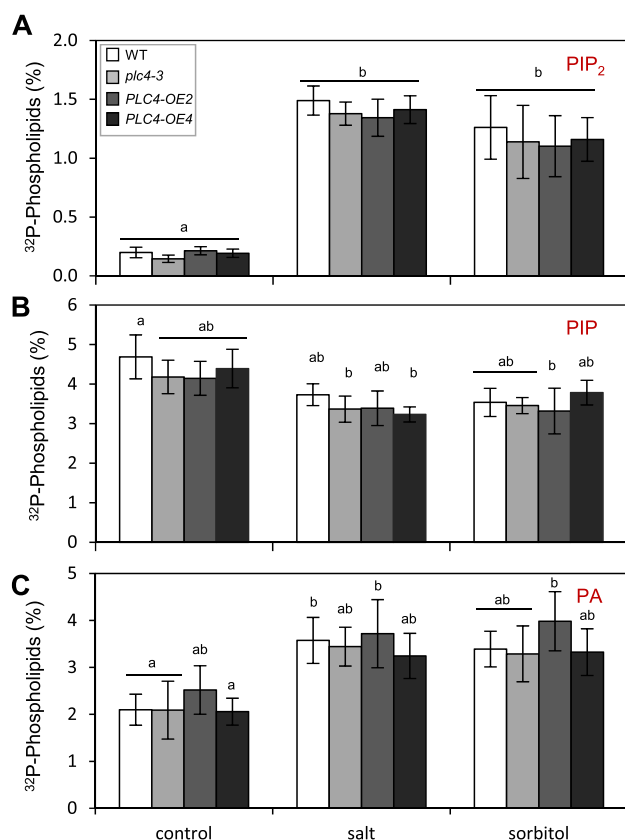 A
2.0
WT
plc4-3
PLC4-OE2
PLC4-OE4
b
b
PIP₂
1.5
1.0
0.5
a
0.0
³²P-Phospholipids (%)
B
6
a
ab
PIP
5
ab
b
ab
b
ab
b
ab
4
3
2
1
0
³²P-Phospholipids (%)
C
5
b
ab
b
ab
ab
b
ab
PA
4
a
ab
a
3
2
1
0
³²P-Phospholipids (%)
control salt sorbitol